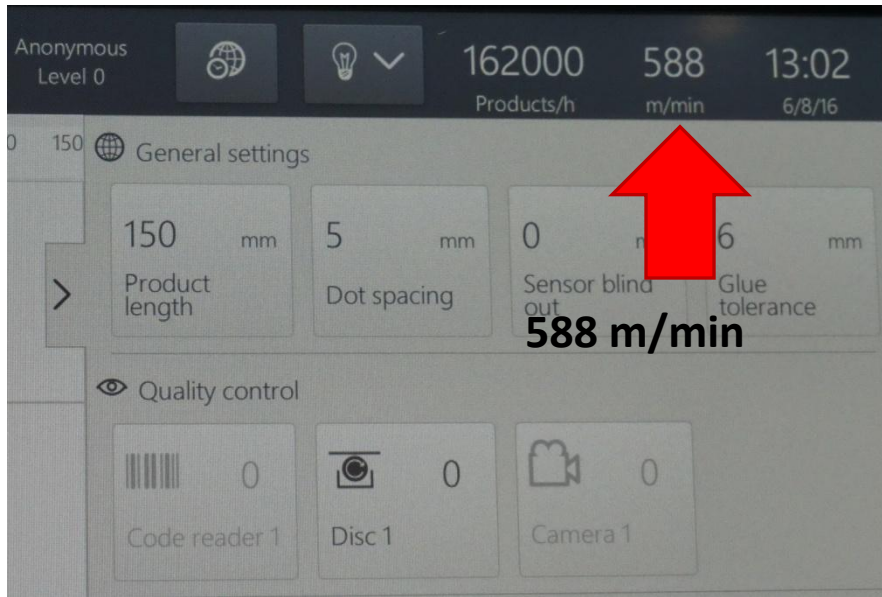 Anonymous
Level 0
162000
Products/h
588
m/min
13:02
6/8/16
0 150
General settings
150 mm
Product
length
5 mm
Dot spacing
0
Sensor blind
out
6 mm
Glue
tolerance
588 m/min
Quality control
0
Code reader 1
0
Disc 1
0
Camera 1